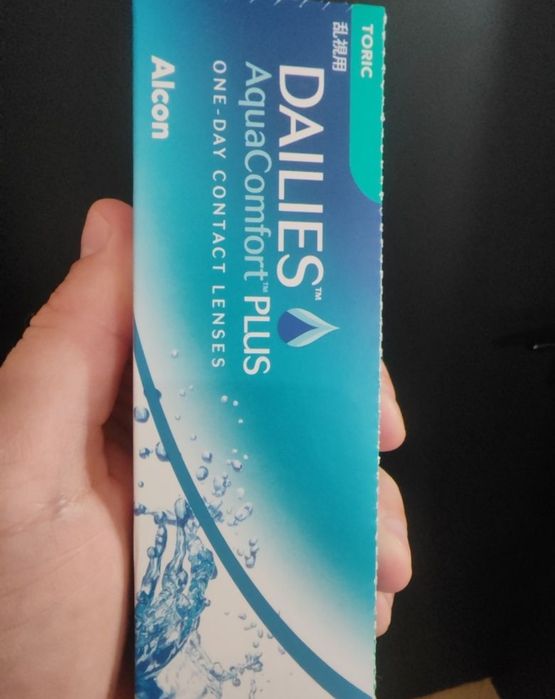 TORIC
乱視用
DAILIES™
AquaComfort™ PLUS
ONE-DAY CONTACT LENSES
Alcon